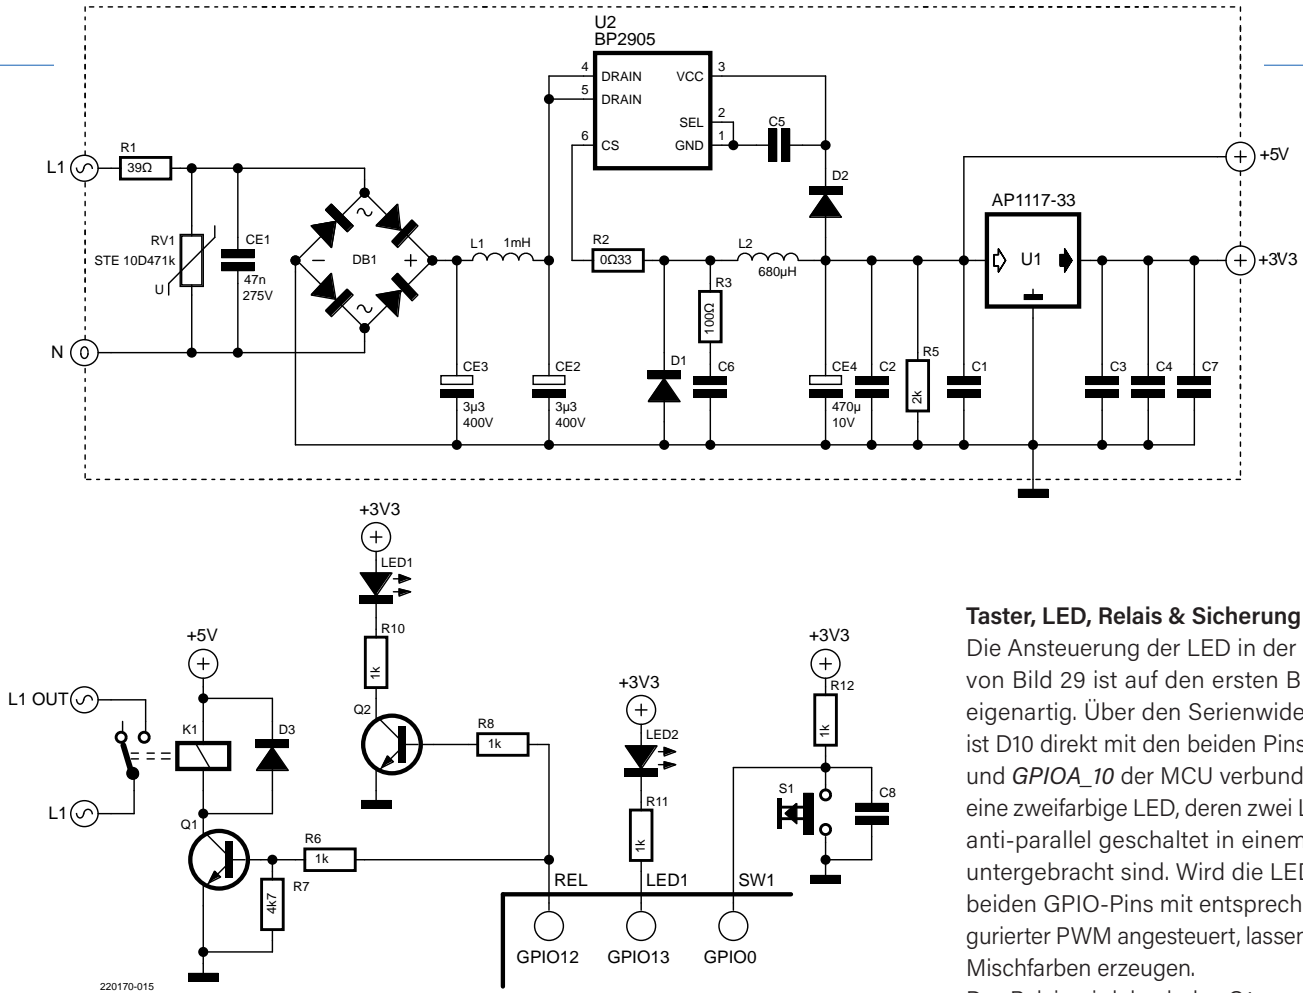 U2
BP2905
4
DRAIN
VCC
3
5
DRAIN
SEL
2
6
CS
GND
1
C5
L1
R1
39Ω
D2
+5V
AP1117-33
RV1
STE 10D471k
U
CE1
47n
275V
DB1
−
+
L1
1mH
R2
0Ω33
L2
680µH
U1
+3V3
R3
100Ω
N
0
CE3
3µ3
400V
CE2
3µ3
400V
D1
C6
CE4
470µ
10V
C2
R5
2k
C1
C3
C4
C7
+3V3
LED1
R10
1k
+5V
L1 OUT
K1
D3
Q2
R8
1k
+3V3
LED2
R11
1k
+3V3
R12
1k
S1
C8
L1
Q1
R6
1k
R7
4k7
REL
LED1
SW1
GPIO12
GPIO13
GPIO0
220170-015
Taster, LED, Relais & Sicherung
Die Ansteuerung der LED in der
von Bild 29 ist auf den ersten B
eigenartig. Über den Serienwide
ist D10 direkt mit den beiden Pins
und GPIOA_10 der MCU verbund
eine zweifarbige LED, deren zwei L
anti-parallel geschaltet in einem
untergebracht sind. Wird die LED
beiden GPIO-Pins mit entsprech
gurierter PWM angesteuert, lassen
Mischfarben erzeugen.